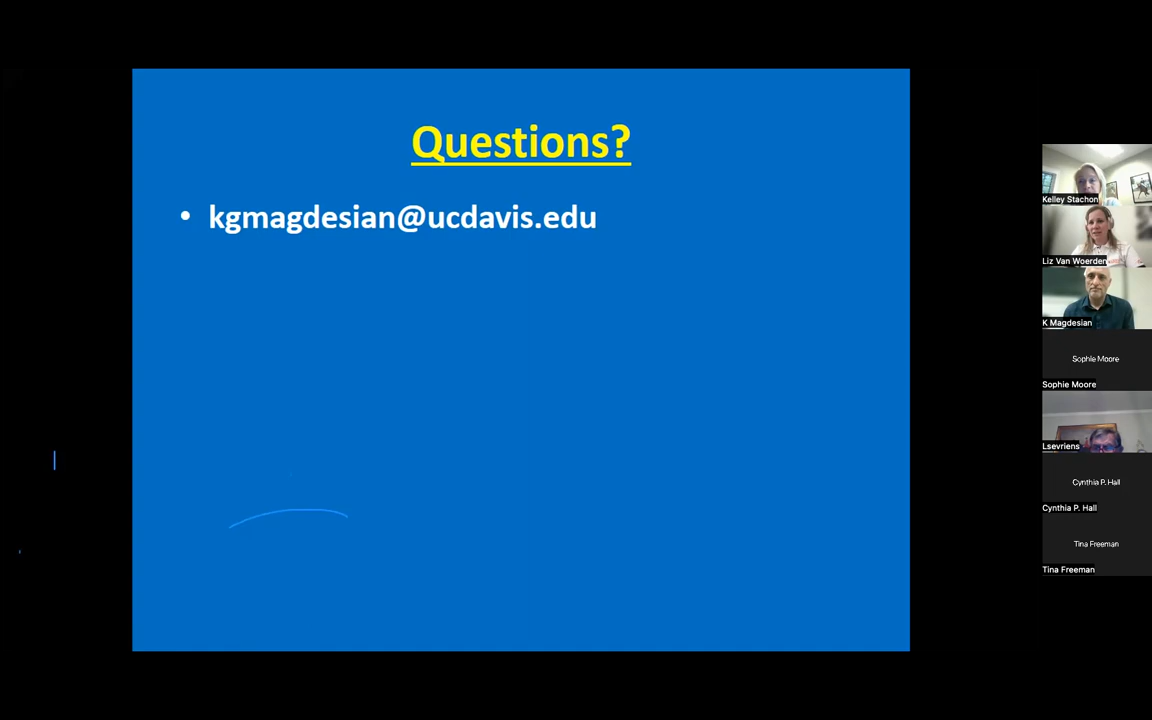 Questions?
• kgmagdesian@ucdavis.edu
Kelley Stachon
Liz Van Woerden
K Magdesian
Sophie Moore
Sophie Moore
Lsevriens
Cynthia P. Hall
Cynthia P. Hall
Tina Freeman
Tina Freeman